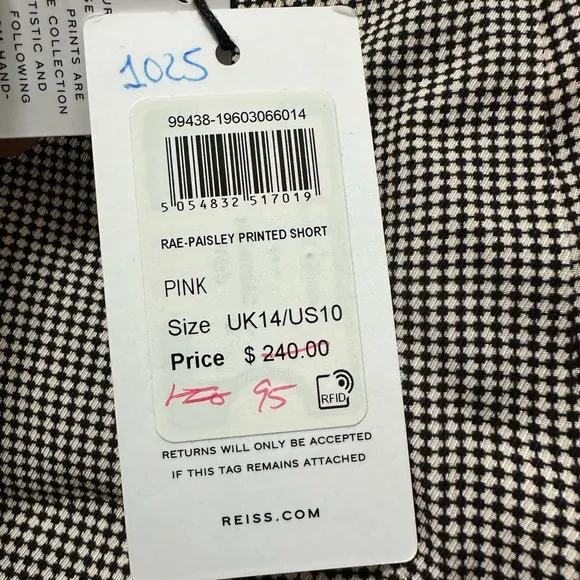 PRINTS ARE
E COLLECTION
TISTIC AND
FOLLOWING
1025
99438-19603066014
5 054832 517019
RAE-PAISLEY PRINTED SHORT
PINK
Size UK14/US10
Price $ 240.00
95
RFID
RETURNS WILL ONLY BE ACCEPTED
IF THIS TAG REMAINS ATTACHED
REISS.COM